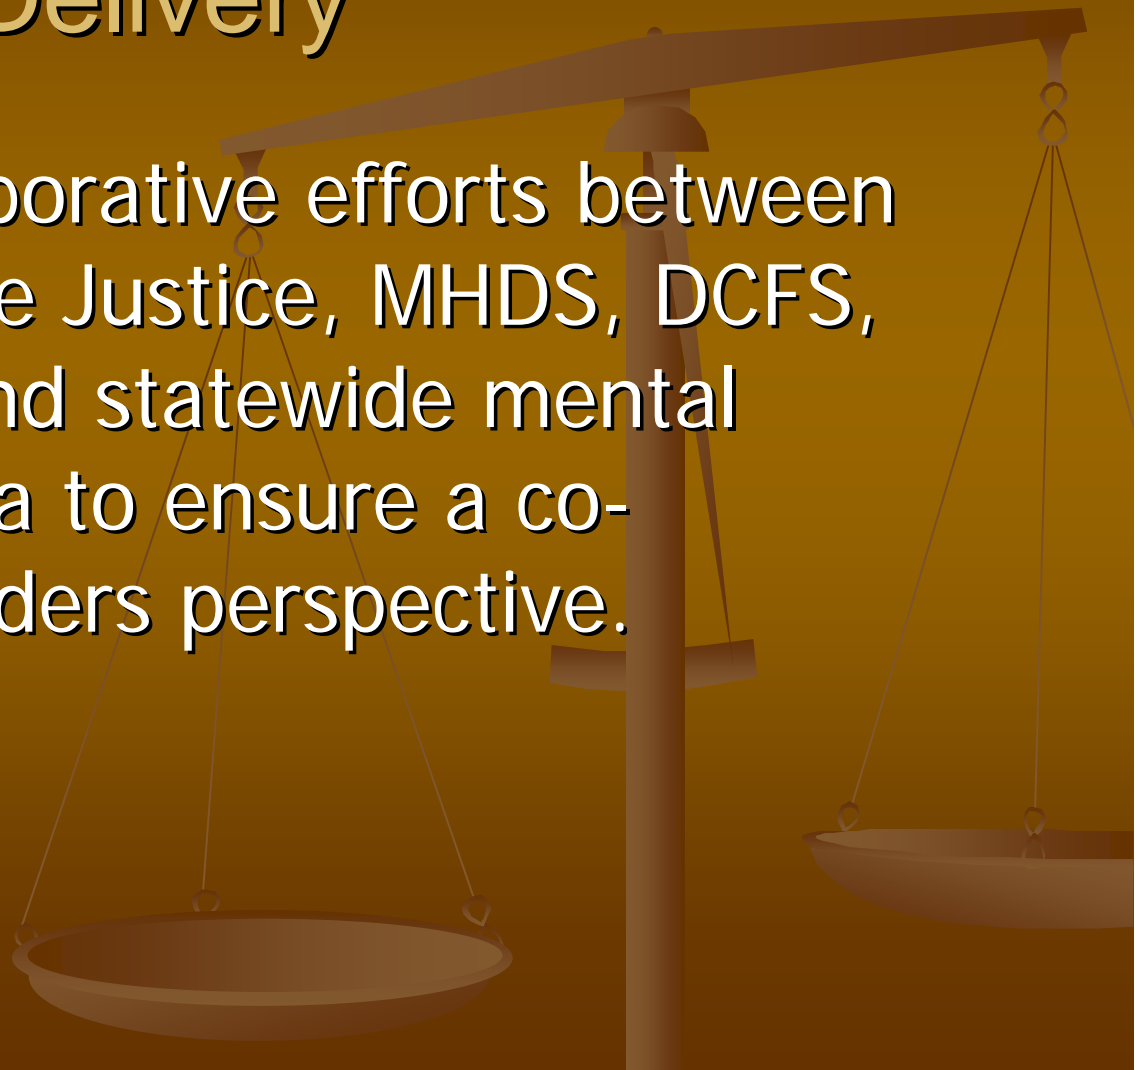 Delivery
borative efforts between
e Justice, MHDS, DCFS,
nd statewide mental
a to ensure a co-
ders perspective.